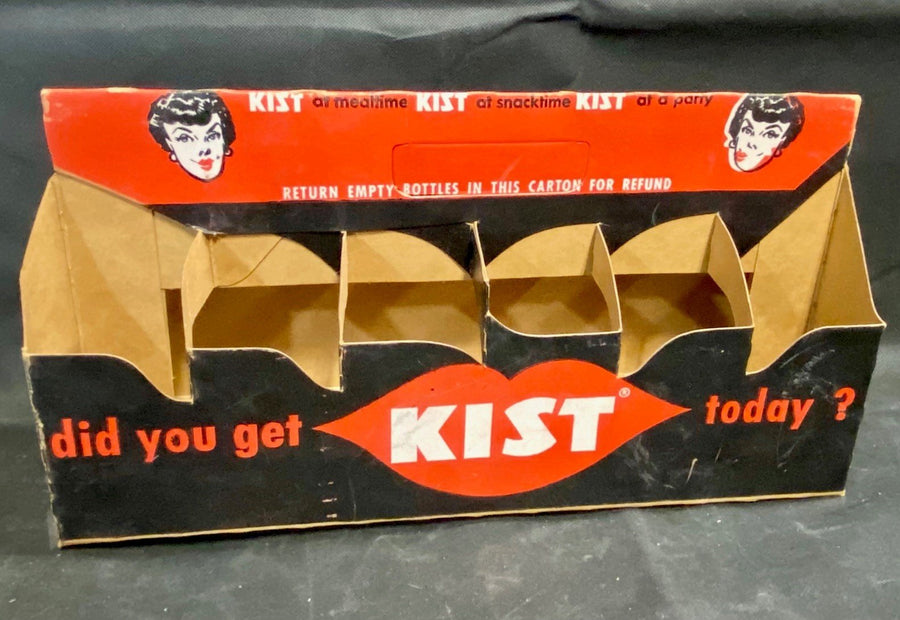 KIST at mealtime KIST at snacktime KIST at a party
RETURN EMPTY BOTTLES IN THIS CARTON FOR REFUND
did you get KIST® today ?